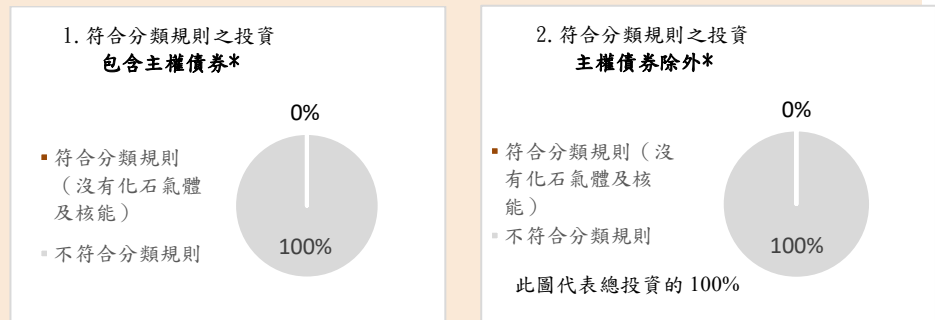 1.符合分類規則之投資
包含主權債券*
0%
符合分類規則
（沒有化石氣體
及核能）
不符合分類規則
100%
2.符合分類規則之投資
主權債券除外*
0%
符合分類規則（沒
有化石氣體及核
能）
不符合分類規則
100%
此圖代表總投資的 100%